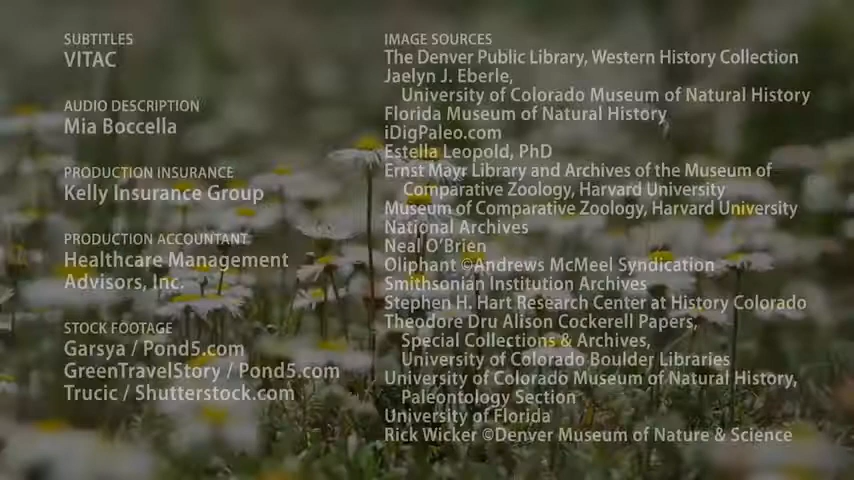 SUBTITLES
VITAC
AUDIO DESCRIPTION
Mia Boccella
PRODUCTION INSURANCE
Kelly Insurance Group
PRODUCTION ACCOUNTANT
Healthcare Management
Advisors, Inc.
STOCK FOOTAGE
Garsya / Pond5.com
GreenTravelStory / Pond5.com
Trucic / Shutterstock.com
IMAGE SOURCES
The Denver Public Library, Western History Collection
Jaelyn J. Eberle,
University of Colorado Museum of Natural History
Florida Museum of Natural History
iDigPaleo.com
Estella Leopold, PhD
Ernst Mayr Library and Archives of the Museum of
Comparative Zoology, Harvard University
Museum of Comparative Zoology, Harvard University
National Archives
Neal O'Brien
Oliphant ©Andrews McMeel Syndication
Smithsonian Institution Archives
Stephen H. Hart Research Center at History Colorado
Theodore Dru Alison Cockerell Papers,
Special Collections & Archives,
University of Colorado Boulder Libraries
University of Colorado Museum of Natural History,
Paleontology Section
University of Florida
Rick Wicker ©Denver Museum of Nature & Science